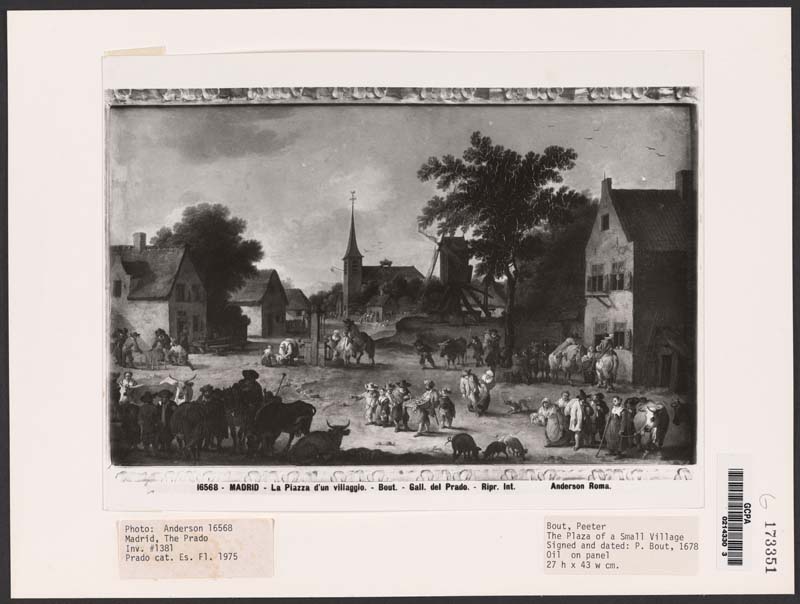 16568 - MADRID - La Piazza d'un villaggio. - Bout. - Gall. del Prado. - Ripr. Int. Anderson Roma.
Photo: Anderson 16568
Madrid, The Prado
Inv. #1381
Prado cat. Es. Fl. 1975
Bout, Peeter
The Plaza of a Small Village
Signed and dated: P. Bout, 1678
Oil on panel
27 h x 43 w cm.
GCPA
0214330 3
G 173351